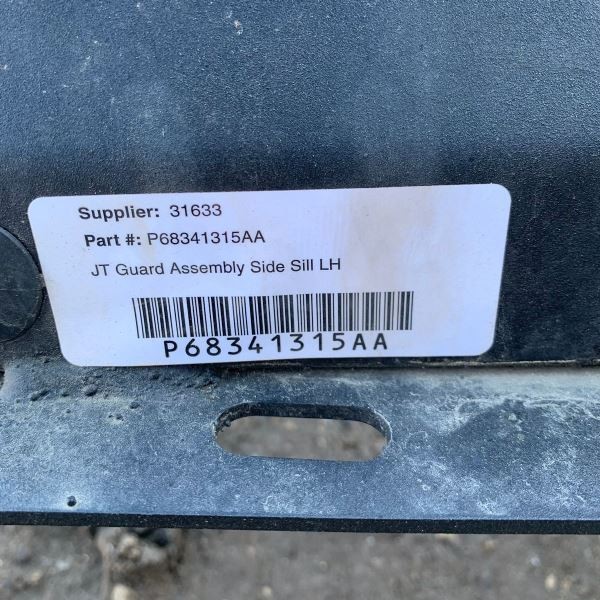 Supplier: 31633
Part #: P68341315AA
JT Guard Assembly Side Sill LH
P68341315AA